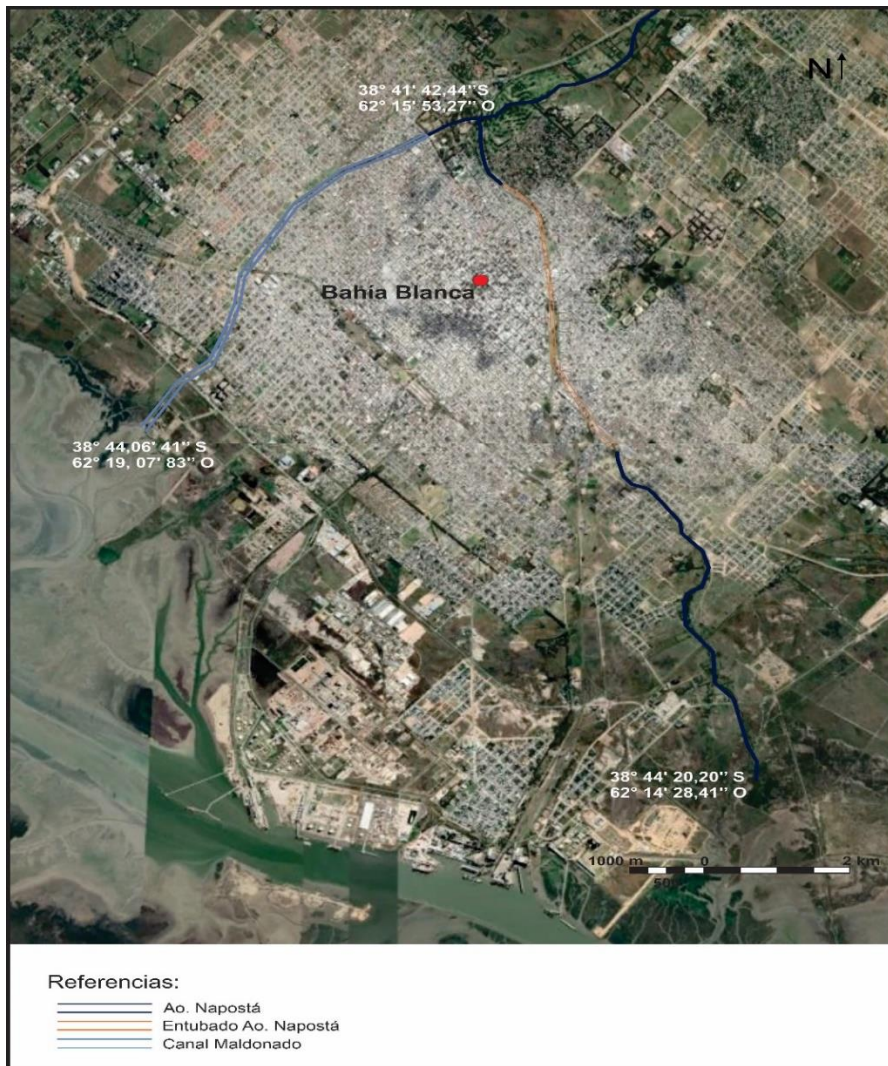 N
38° 41' 42,44'' S
62° 15' 53,27'' O
Bahía Blanca
38° 44,06' 41'' S
62° 19, 07' 83'' O
38° 44' 20,20'' S
62° 14' 28,41'' O
1000 m 0 2 km
500
Referencias:
Ao. Napostá
Entubado Ao. Napostá
Canal Maldonado